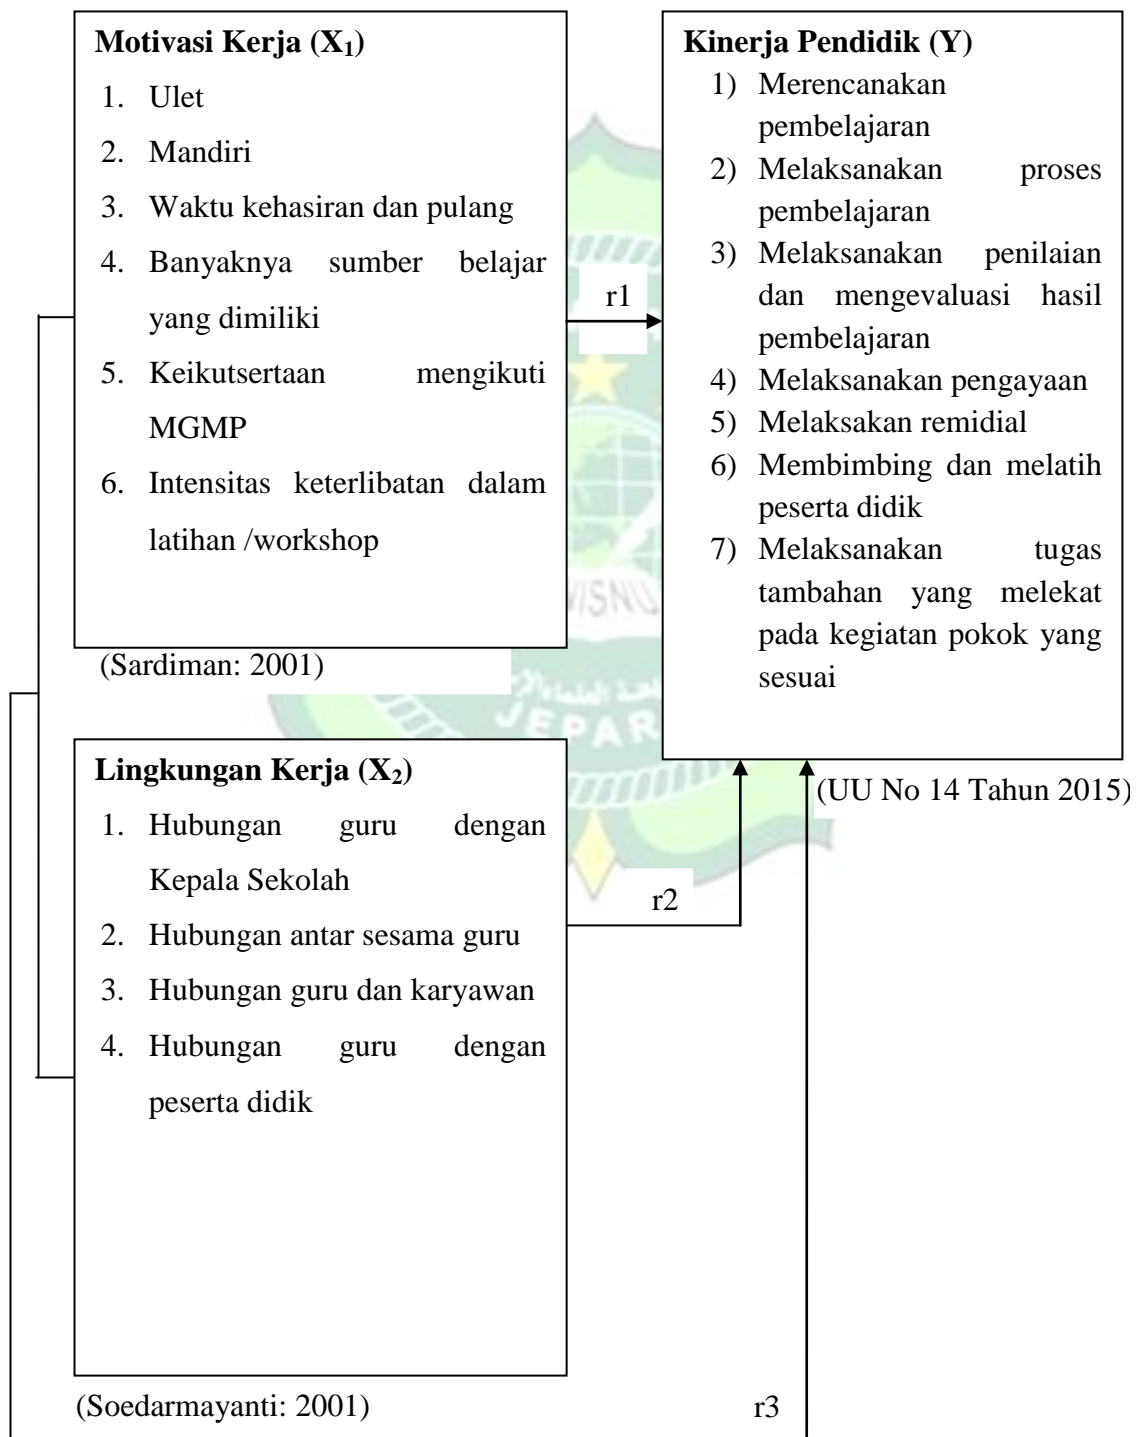 Motivasi Kerja (X₁)
1. Ulet
2. Mandiri
3. Waktu kehasiran dan pulang
4. Banyaknya sumber belajar
yang dimiliki
5. Keikutsertaan mengikuti
MGMP
6. Intensitas keterlibatan dalam
latihan /workshop
(Sardiman: 2001)
r1
Kinerja Pendidik (Y)
1) Merencanakan
pembelajaran
2) Melaksanakan proses
pembelajaran
3) Melaksanakan penilaian
dan mengevaluasi hasil
pembelajaran
4) Melaksanakan pengayaan
5) Melaksakan remidial
6) Membimbing dan melatih
peserta didik
7) Melaksanakan tugas
tambahan yang melekat
pada kegiatan pokok yang
sesuai
(UU No 14 Tahun 2015)
Lingkungan Kerja (X₂)
1. Hubungan guru dengan
Kepala Sekolah
2. Hubungan antar sesama guru
3. Hubungan guru dan karyawan
4. Hubungan guru dengan
peserta didik
(Soedarmayanti: 2001)
r2
r3